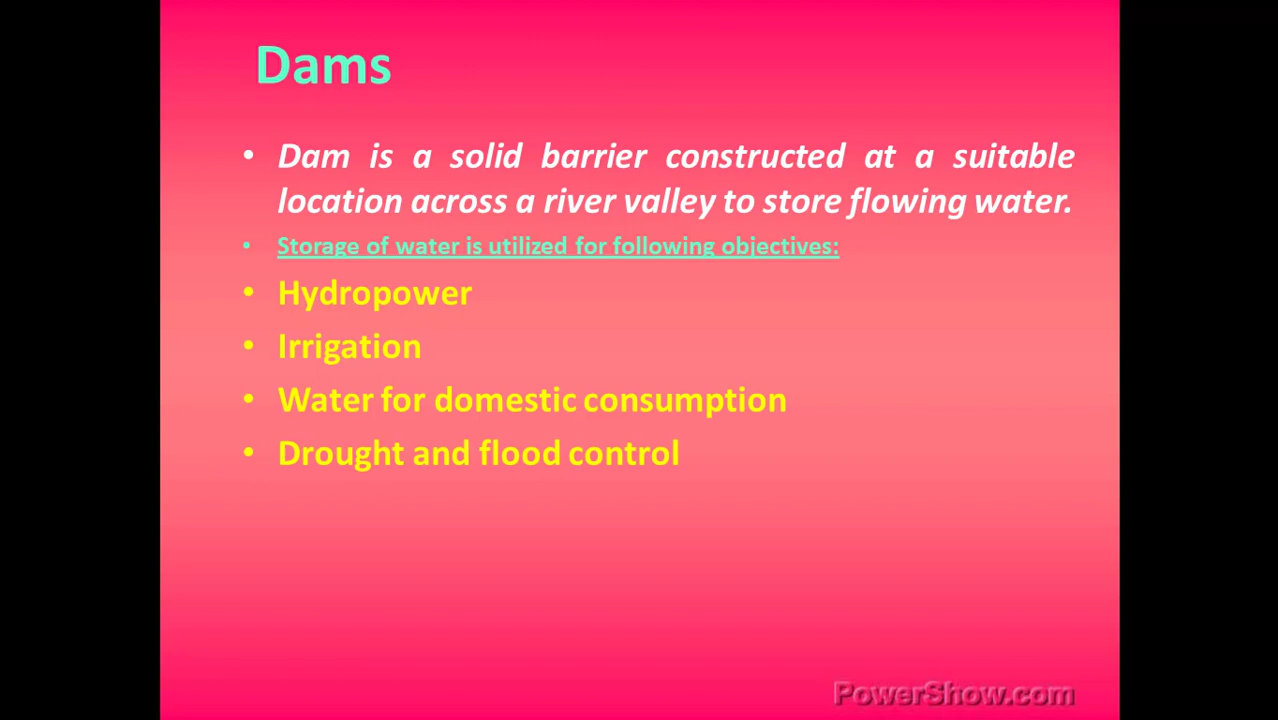 Dams
• Dam is a solid barrier constructed at a suitable
location across a river valley to store flowing water.
• Storage of water is utilized for following objectives:
• Hydropower
• Irrigation
• Water for domestic consumption
• Drought and flood control
PowerShow.com